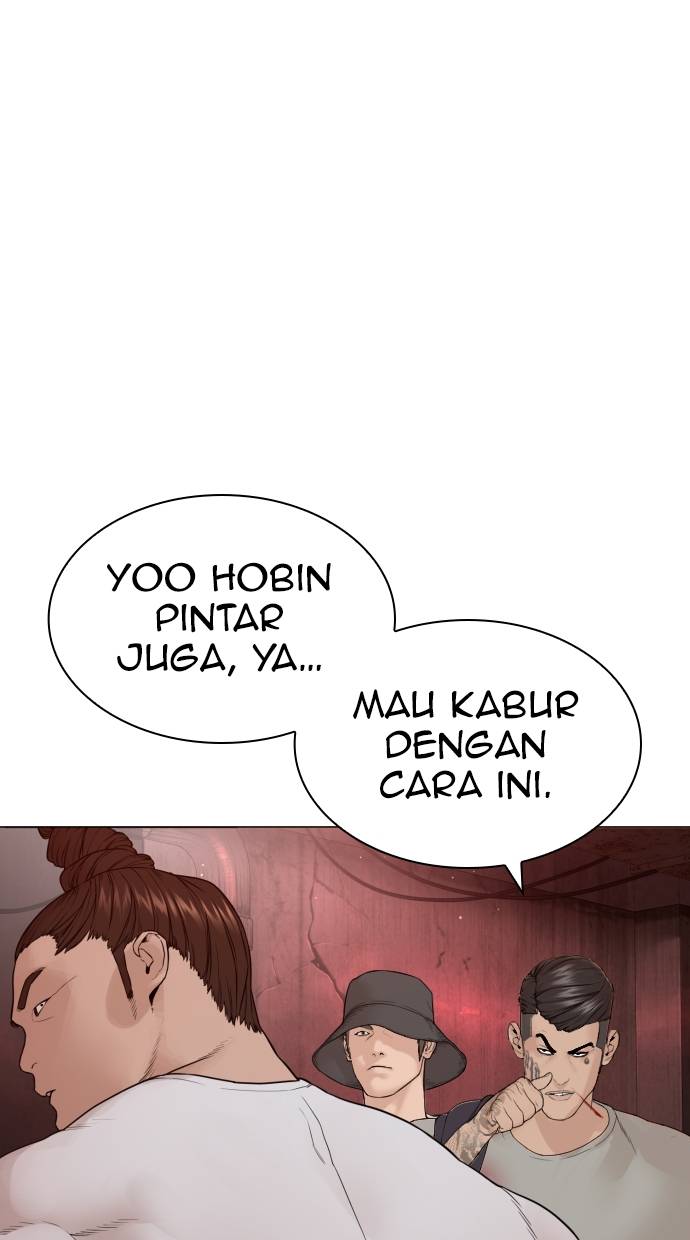 YOO HOBIN
PINTAR
JUGA, YA...
MAU KABUR
DENGAN
CARA INI.